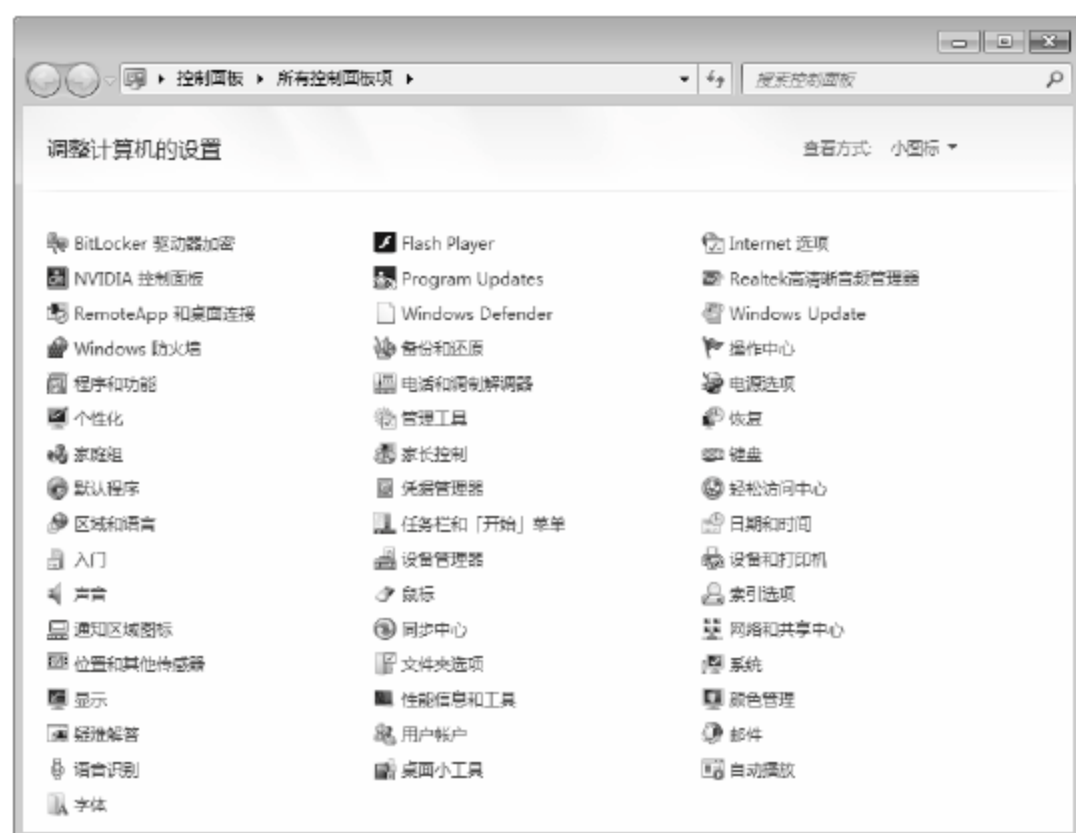 控制面板 ▸ 所有控制面板项 ▸ 搜索控制面板
调整计算机的设置 查看方式: 小图标
BitLocker 驱动器加密 Flash Player Internet 选项
NVIDIA 控制面板 Program Updates Realtek高清晰音频管理器
RemoteApp 和桌面连接 Windows Defender Windows Update
Windows 防火墙 备份和还原 操作中心
程序和功能 电话和调制解调器 电源选项
个性化 管理工具 恢复
家庭组 家长控制 键盘
默认程序 凭据管理器 轻松访问中心
区域和语言 任务栏和「开始」菜单 日期和时间
入门 设备管理器 设备和打印机
声音 鼠标 索引选项
通知区域图标 同步中心 网络和共享中心
位置和其他传感器 文件夹选项 系统
显示 性能信息和工具 颜色管理
疑难解答 用户帐户 邮件
语音识别 桌面小工具 自动播放
字体